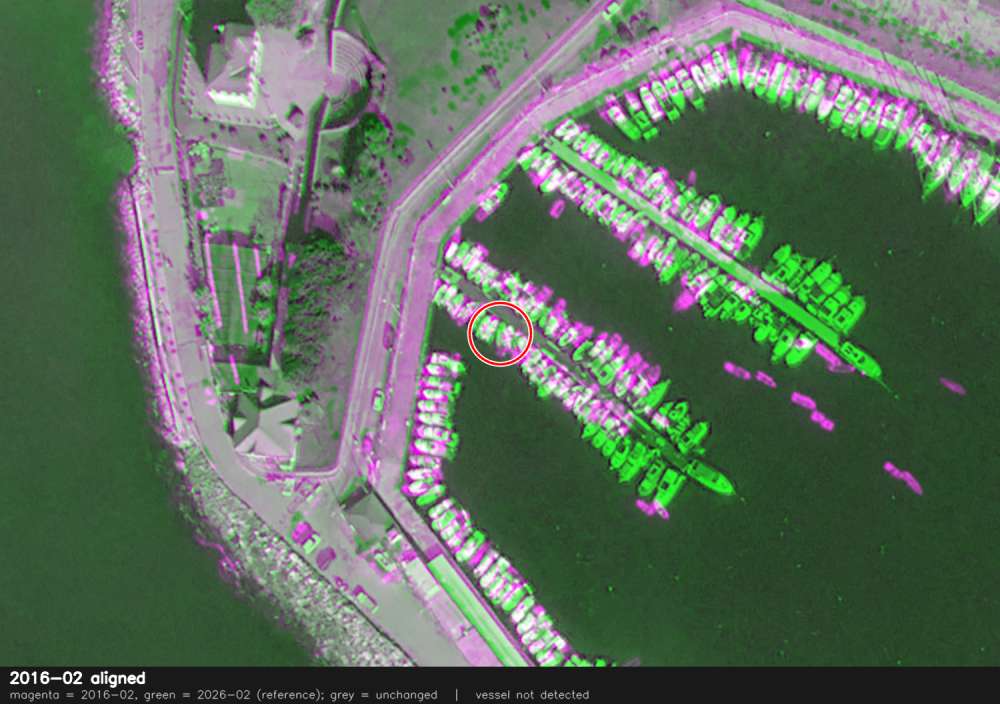 2016-02 aligned
magenta = 2016-02, green = 2026-02 (reference); grey = unchanged | vessel not detected